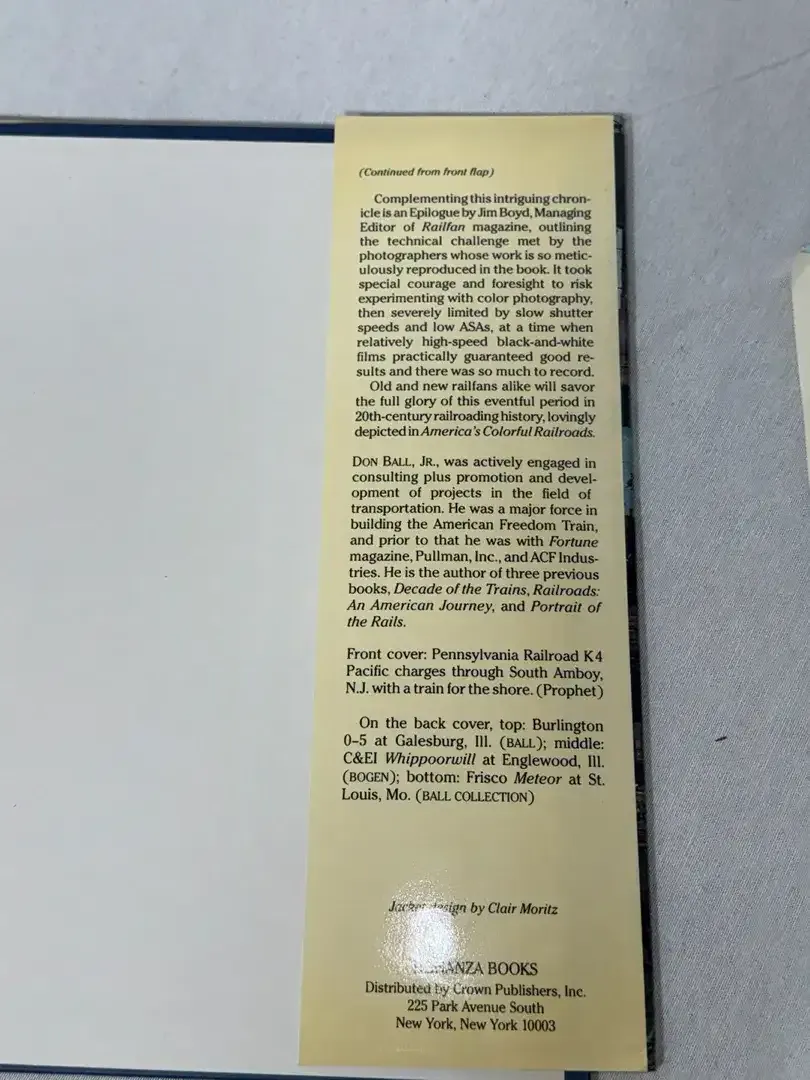 (Continued from front flap)
Complementing this intriguing chron-
icle is an Epilogue by Jim Boyd, Managing
Editor of Railfan magazine, outlining
the technical challenge met by the
photographers whose work is so metic-
ulously reproduced in the book. It took
special courage and foresight to risk
experimenting with color photography,
then severely limited by slow shutter
speeds and low ASAs, at a time when
relatively high-speed black-and-white
films practically guaranteed good re-
sults and there was so much to record.
Old and new railfans alike will savor
the full glory of this eventful period in
20th-century railroading history, lovingly
depicted in America's Colorful Railroads.
DON BALL, JR., was actively engaged in
consulting plus promotion and devel-
opment of projects in the field of
transportation. He was a major force in
building the American Freedom Train,
and prior to that he was with Fortune
magazine, Pullman, Inc., and ACF Indus-
tries. He is the author of three previous
books, Decade of the Trains, Railroads:
An American Journey, and Portrait of
the Rails.
Front cover: Pennsylvania Railroad K4
Pacific charges through South Amboy,
N.J. with a train for the shore. (Prophet)
On the back cover, top: Burlington
0-5 at Galesburg, Ill. (BALL); middle:
C&EI Whippoorwill at Englewood, Ill.
(BOGEN); bottom: Frisco Meteor at St.
Louis, Mo. (BALL COLLECTION)
Jacket design by Clair Moritz
BONANZA BOOKS
Distributed by Crown Publishers, Inc.
225 Park Avenue South
New York, New York 10003